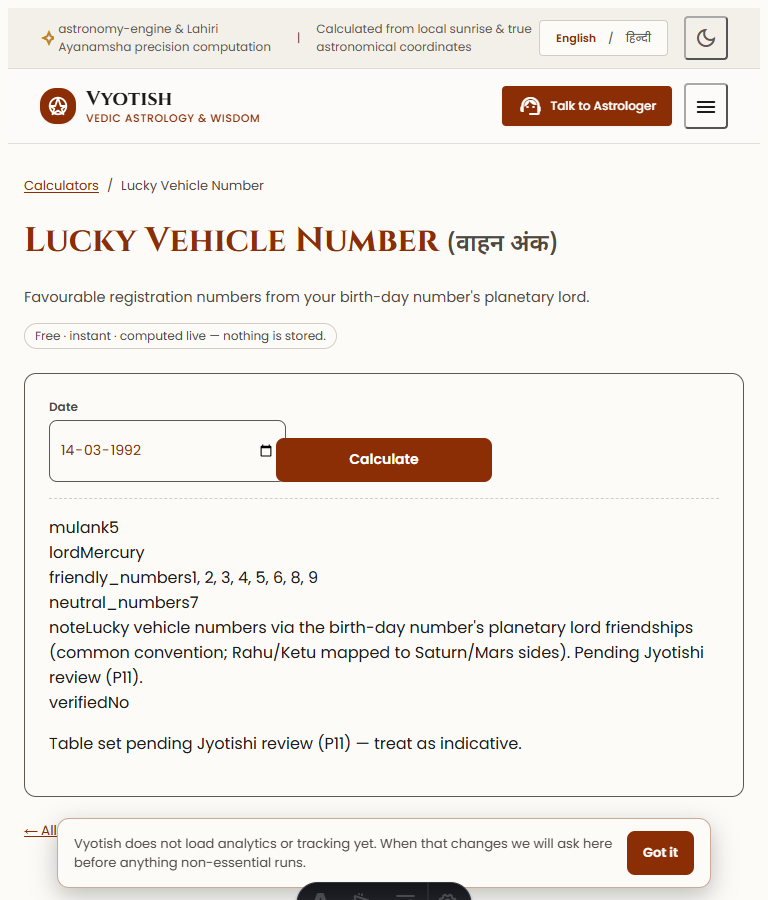 astronomy-engine & Lahiri
Ayanamsha precision computation
|
Calculated from local sunrise & true
astronomical coordinates
English / हिन्दी
Vyotish
VEDIC ASTROLOGY & WISDOM
Talk to Astrologer
Calculators / Lucky Vehicle Number
Lucky Vehicle Number (वाहन अंक)
Favourable registration numbers from your birth-day number's planetary lord.
Free · instant · computed live — nothing is stored.
Date
14-03-1992
Calculate
mulank5
lordMercury
friendly_numbers1, 2, 3, 4, 5, 6, 8, 9
neutral_numbers7
noteLucky vehicle numbers via the birth-day number's planetary lord friendships
(common convention; Rahu/Ketu mapped to Saturn/Mars sides). Pending Jyotishi
review (P11).
verifiedNo
Table set pending Jyotishi review (P11) — treat as indicative.
← All
Vyotish does not load analytics or tracking yet. When that changes we will ask here
before anything non-essential runs.
Got it